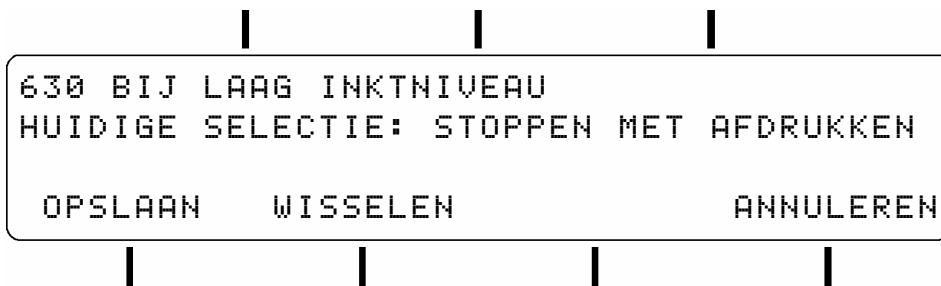 630 BIJ LAAG INKTNIVEAU
HUIDIGE SELECTIE: STOPPEN MET AFDRUKKEN
OPSLAAN WISSELEN ANNULEREN